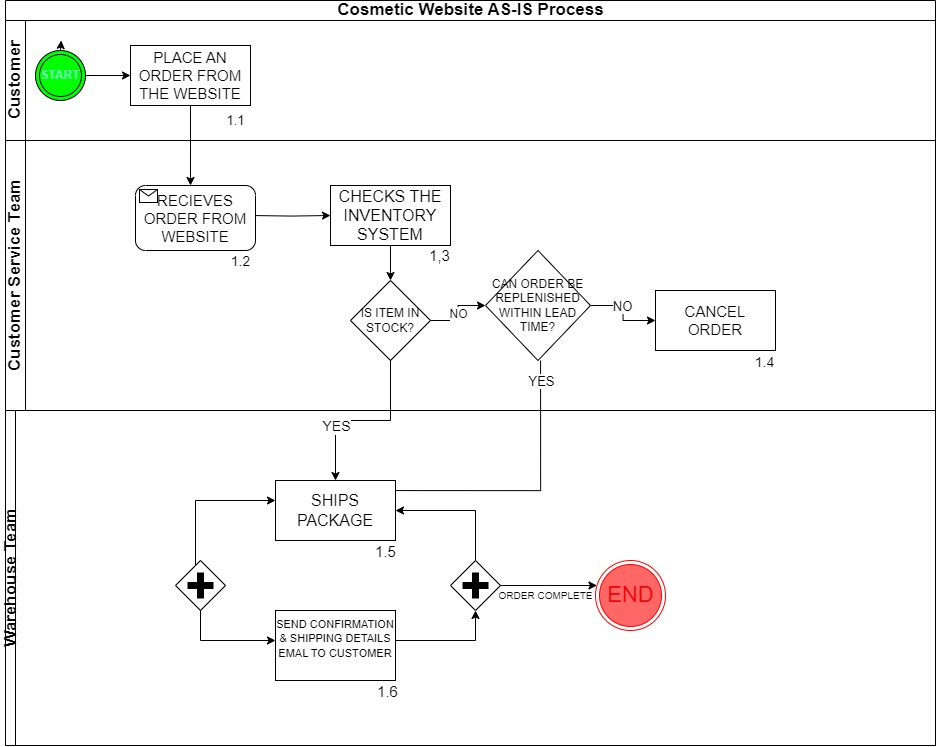 Cosmetic Website AS-IS Process
Customer
START
PLACE AN
ORDER FROM
THE WEBSITE
1.1
Customer Service Team
RECIEVES
ORDER FROM
WEBSITE
1.2
CHECKS THE
INVENTORY
SYSTEM
1,3
IS ITEM IN
STOCK?
NO
CAN ORDER BE
REPLENISHED
WITHIN LEAD
TIME?
NO
CANCEL
ORDER
1.4
YES
Warehouse Team
YES
SHIPS
PACKAGE
1.5
ORDER COMPLETE
END
SEND CONFIRMATION
& SHIPPING DETAILS
EMAL TO CUSTOMER
1.6